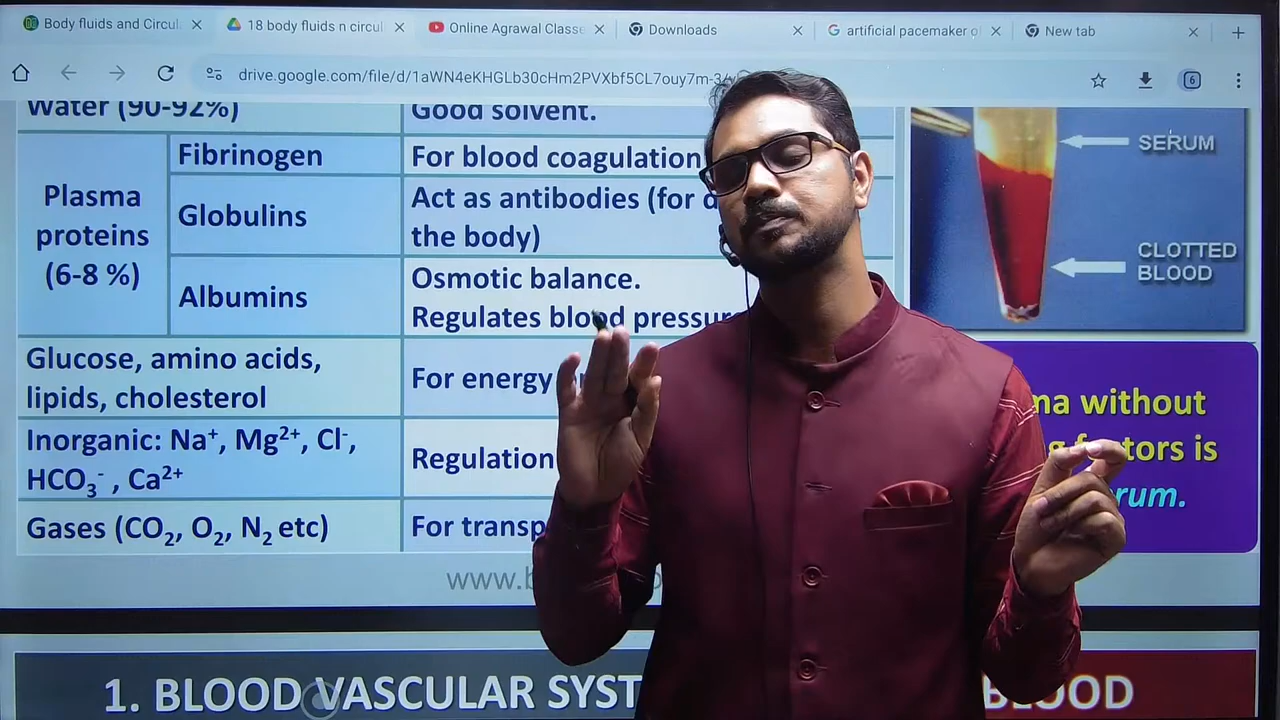 Body fluids and Circul
18 body fluids n circul
Online Agrawal Classe
Downloads
artificial pacemaker o
New tab
drive.google.com/file/d/1aWN4eKHGLb30cHm2PVXbf5CL7ouy7m-3/
6
Water (90-92%)
Good solvent.
Plasma
proteins
(6-8 %)
Fibrinogen
For blood coagulation
Globulins
Act as antibodies (for d
the body)
Albumins
Osmotic balance.
Regulates blood pressure
Glucose, amino acids,
lipids, cholesterol
For energy
Inorganic: Na⁺, Mg²⁺, Cl⁻,
HCO₃⁻ , Ca²⁺
Regulation
Gases (CO₂, O₂, N₂ etc)
For transp
SERUM
CLOTTED
BLOOD
ma without
tors is
rum.
www.b
1. BLOOD VASCULAR SYST
BLOOD